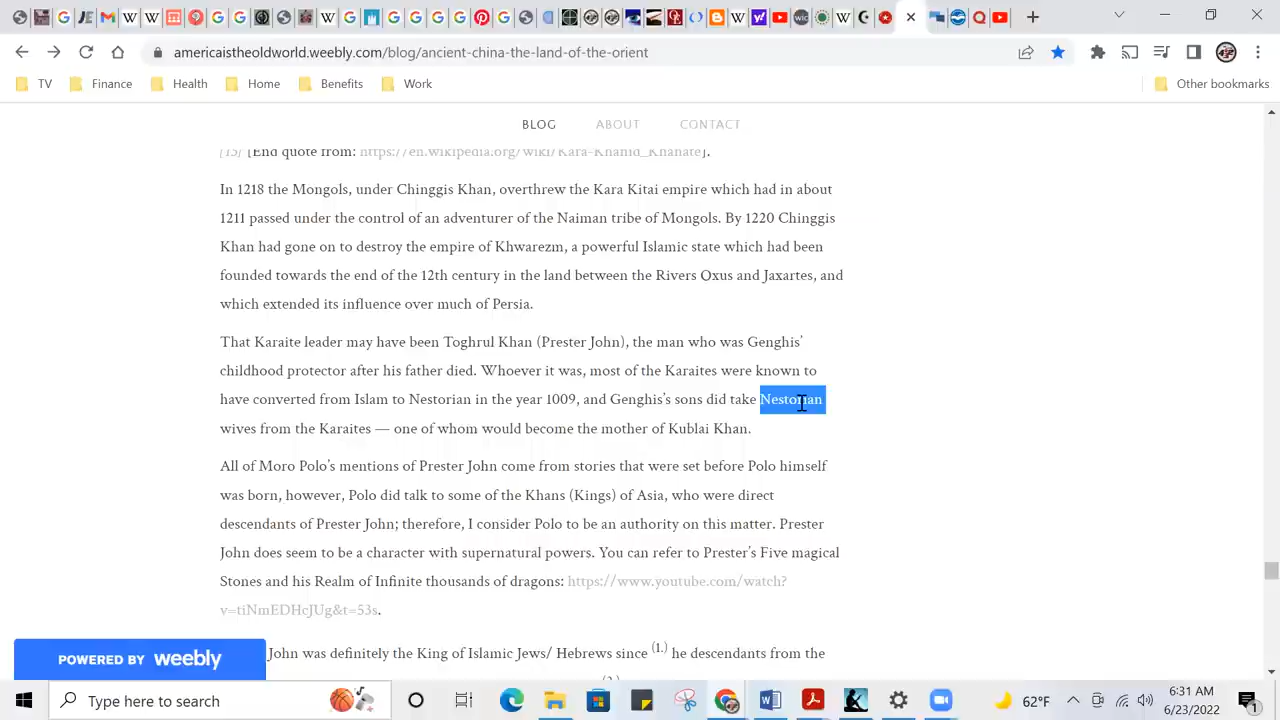 americaistheoldworld.weebly.com/blog/ancient-china-the-land-of-the-orient
TV Finance Health Home Benefits Work Other bookmarks
BLOG ABOUT CONTACT
[15] [End quote from: https://en.wikipedia.org/wiki/Kara-Khanid_Khanate].
In 1218 the Mongols, under Chinggis Khan, overthrew the Kara Kitai empire which had in about
1211 passed under the control of an adventurer of the Naiman tribe of Mongols. By 1220 Chinggis
Khan had gone on to destroy the empire of Khwarezm, a powerful Islamic state which had been
founded towards the end of the 12th century in the land between the Rivers Oxus and Jaxartes, and
which extended its influence over much of Persia.
That Karaite leader may have been Toghrul Khan (Prester John), the man who was Genghis’
childhood protector after his father died. Whoever it was, most of the Karaites were known to
have converted from Islam to Nestorian in the year 1009, and Genghis’s sons did take Nestorian
wives from the Karaites — one of whom would become the mother of Kublai Khan.
All of Moro Polo’s mentions of Prester John come from stories that were set before Polo himself
was born, however, Polo did talk to some of the Khans (Kings) of Asia, who were direct
descendants of Prester John; therefore, I consider Polo to be an authority on this matter. Prester
John does seem to be a character with supernatural powers. You can refer to Prester’s Five magical
Stones and his Realm of Infinite thousands of dragons: https://www.youtube.com/watch?
v=tiNmEDHcJUg&t=53s.
John was definitely the King of Islamic Jews/ Hebrews since (1.) he descendants from the
(2.)
POWERED BY weebly
Type here to search
62°F
6:31 AM
6/23/2022
1